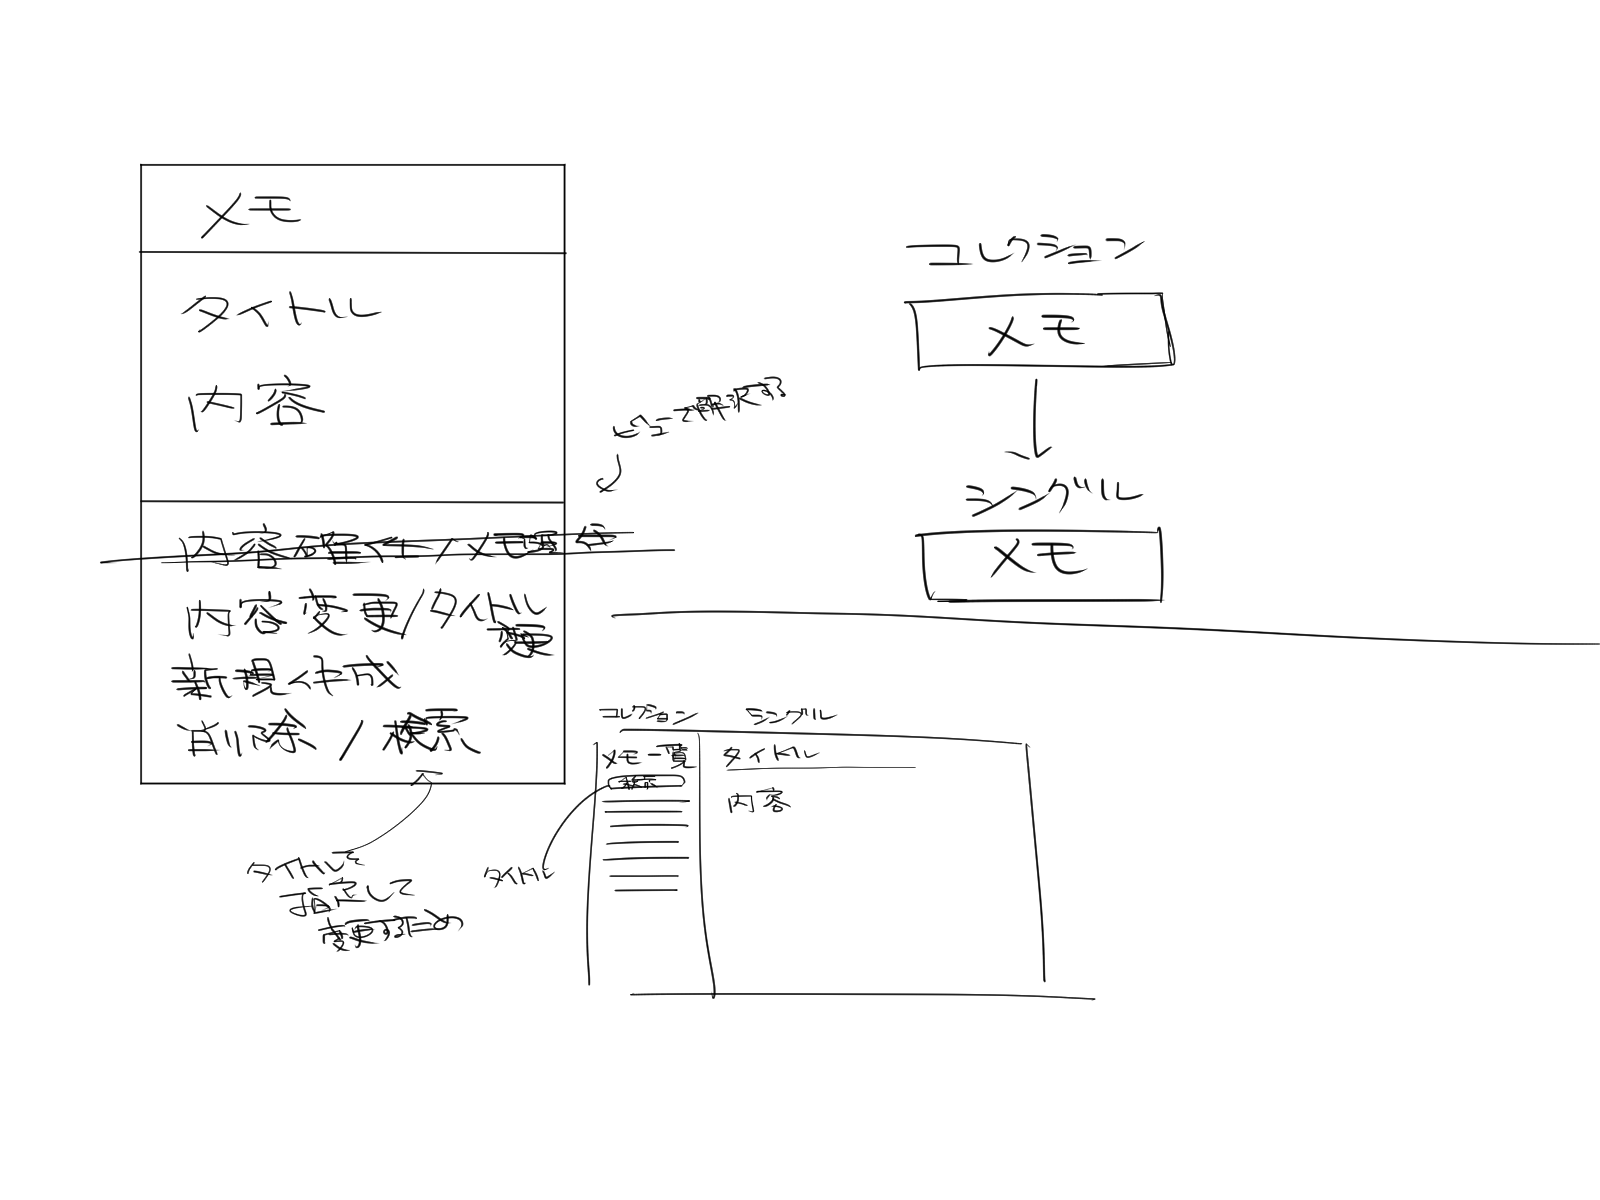 メモ
タイトル
内容
ビューで解決する
内容確認/メモ
内容変更/タイトル
変更
新規作成
削除/検索
タイトルを
指定して
変更するため
コレクション
メモ
シングル
メモ
コレクション シングル
メモ一覧 タイトル
検索
内容
タイトル